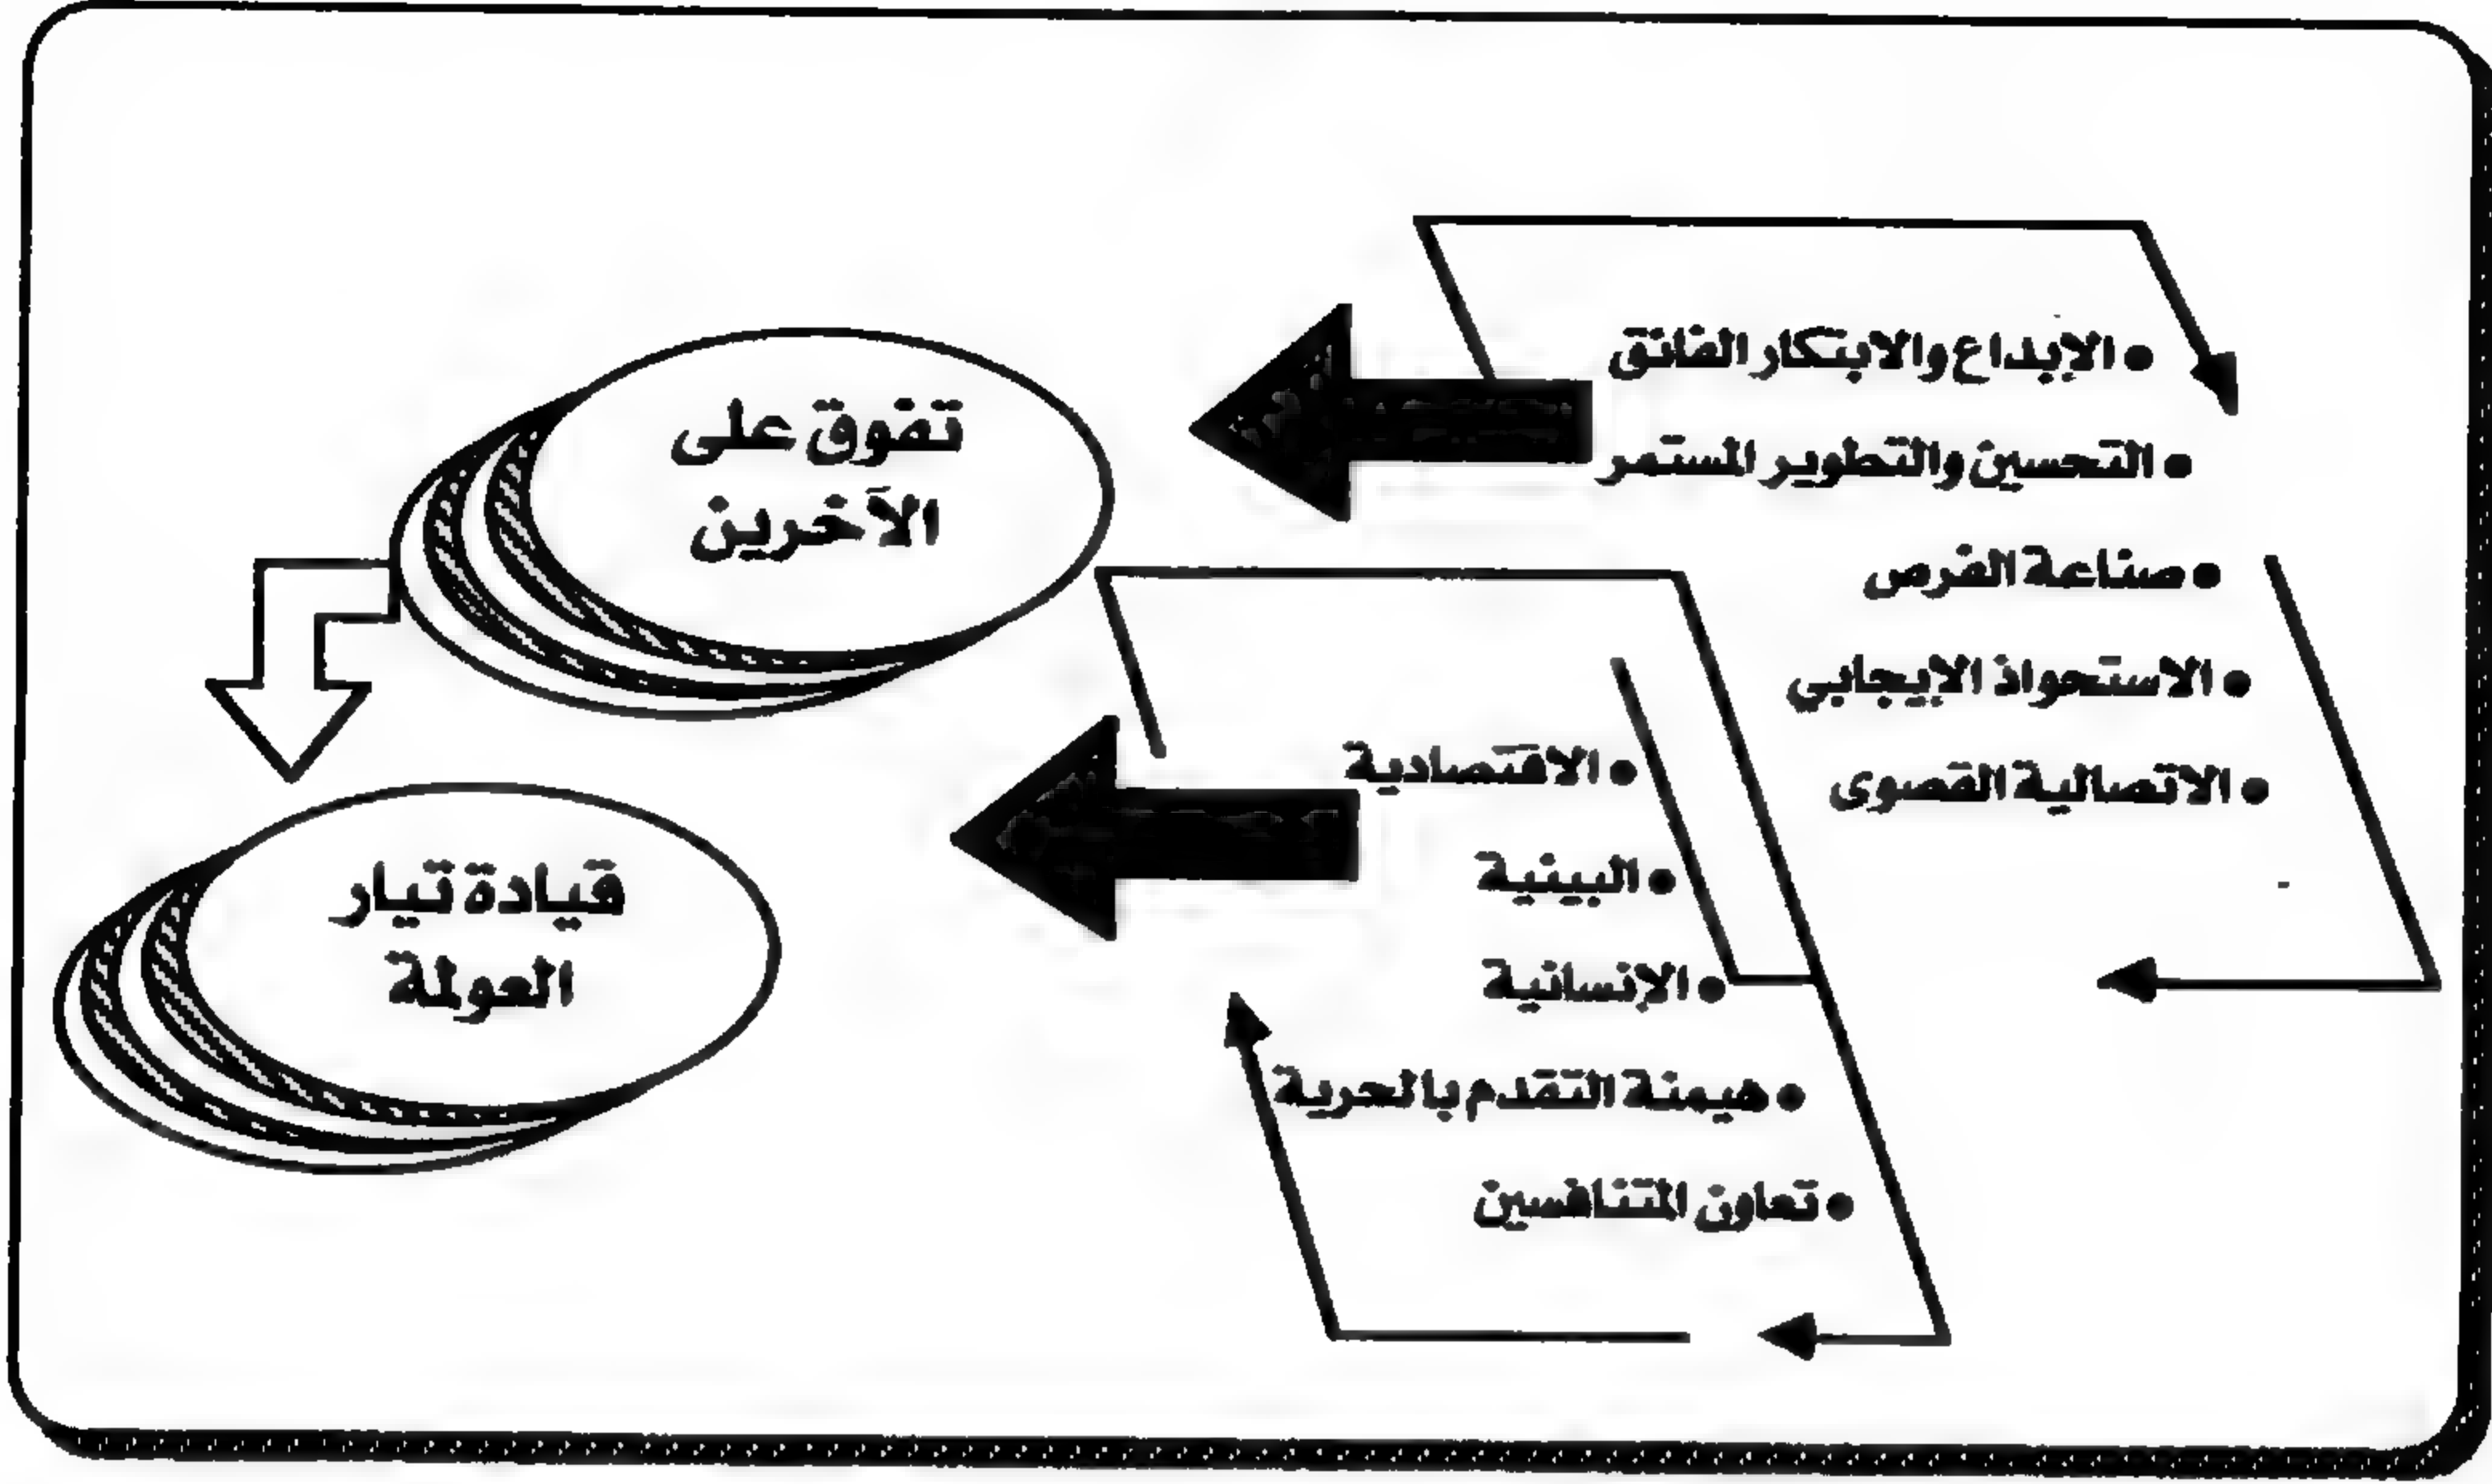 • الإبداع والابتكار الفائق
• التحسين والتطوير المستمر
• صناعة الفرص
• الاستحواذ الإيجابي
• الاتصالية القصوى
تفوق على
الآخرين
• الاقتصادية
• البيئية
• الإنسانية
• هيمنة التقدم بالحرية
• تعاون المتنافسين
قيادة تيار
العولمة